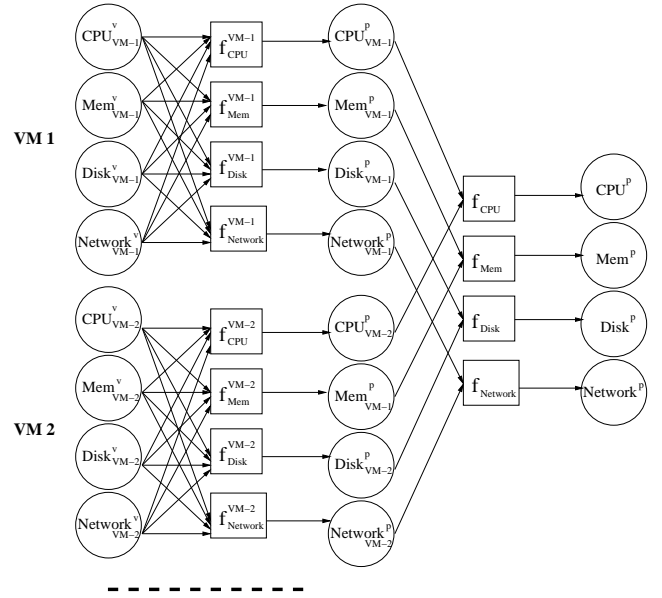 VM 1
CPU^v_VM−1
Mem^v_VM−1
Disk^v_VM−1
Network^v_VM−1
f^VM−1_CPU
f^VM−1_Mem
f^VM−1_Disk
f^VM−1_Network
CPU^p_VM−1
Mem^p_VM−1
Disk^p_VM−1
Network^p_VM−1
VM 2
CPU^v_VM−2
Mem^v_VM−2
Disk^v_VM−2
Network^v_VM−2
f^VM−2_CPU
f^VM−2_Mem
f^VM−2_Disk
f^VM−2_Network
CPU^p_VM−2
Mem^p_VM−1
Disk^p_VM−2
Network^p_VM−2
f_CPU
f_Mem
f_Disk
f_Network
CPU^p
Mem^p
Disk^p
Network^p